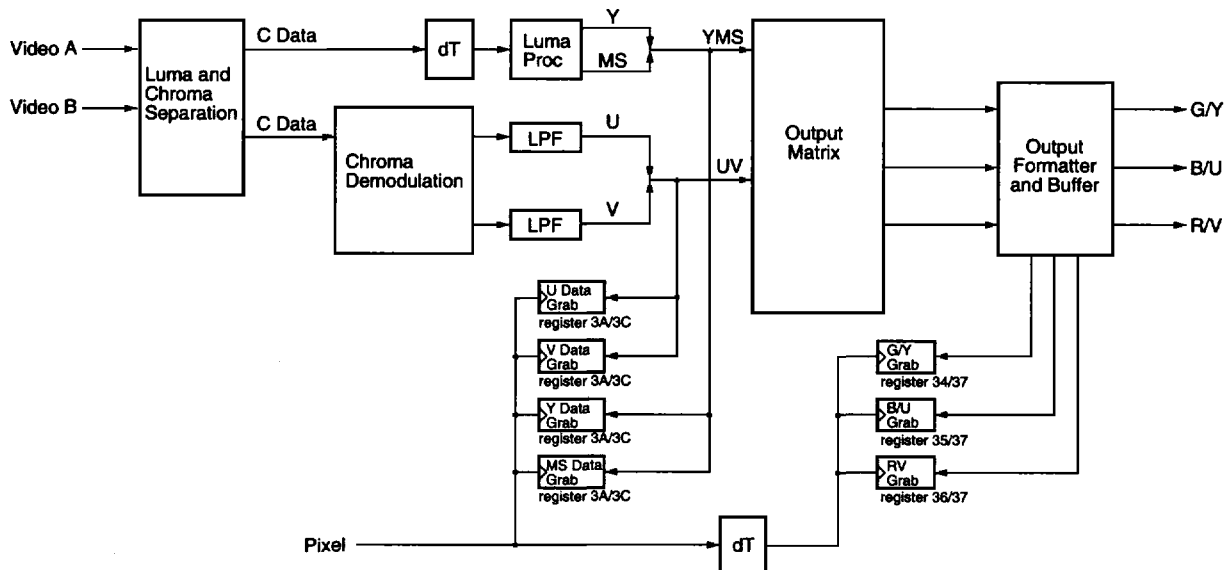 Video A
Video B
Luma and
Chroma
Separation
C Data
C Data
dT
Luma
Proc
Y
MS
YMS
Chroma
Demodulation
LPF
LPF
U
V
UV
Output
Matrix
Output
Formatter
and Buffer
G/Y
B/U
R/V
U Data
Grab
register 3A/3C
V Data
Grab
register 3A/3C
Y Data
Grab
register 3A/3C
MS Data
Grab
register 3A/3C
G/Y
Grab
register 34/37
B/U
Grab
register 35/37
RV
Grab
register 36/37
Pixel
dT